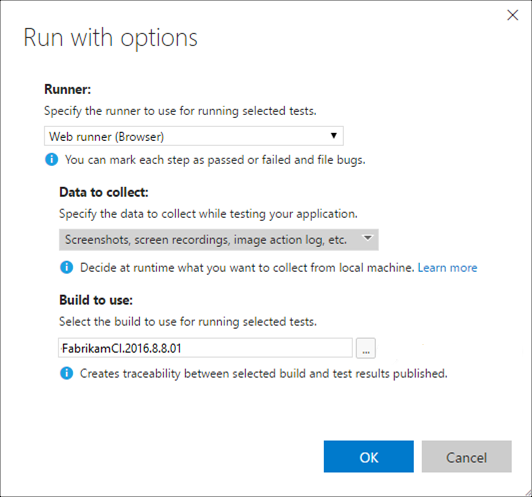 Run with options
Runner:
Specify the runner to use for running selected tests.
Web runner (Browser)
You can mark each step as passed or failed and file bugs.
Data to collect:
Specify the data to collect while testing your application.
Screenshots, screen recordings, image action log, etc.
Decide at runtime what you want to collect from local machine. Learn more
Build to use:
Select the build to use for running selected tests.
FabrikamCI.2016.8.8.01
...
Creates traceability between selected build and test results published.
OK
Cancel